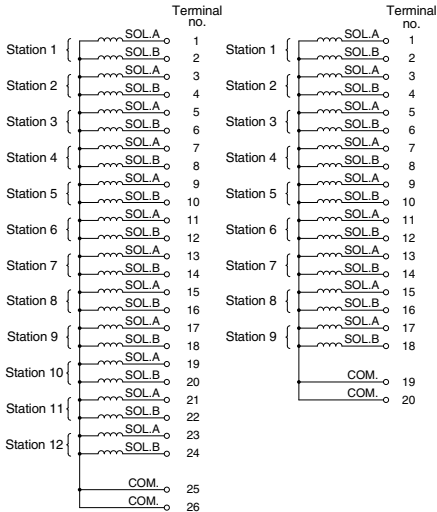 Terminal no.
Station 1
SOL.A 1
SOL.B 2
Station 2
SOL.A 3
SOL.B 4
Station 3
SOL.A 5
SOL.B 6
Station 4
SOL.A 7
SOL.B 8
Station 5
SOL.A 9
SOL.B 10
Station 6
SOL.A 11
SOL.B 12
Station 7
SOL.A 13
SOL.B 14
Station 8
SOL.A 15
SOL.B 16
Station 9
SOL.A 17
SOL.B 18
Station 10
SOL.A 19
SOL.B 20
Station 11
SOL.A 21
SOL.B 22
Station 12
SOL.A 23
SOL.B 24
COM. 25
COM. 26
Terminal no.
Station 1
SOL.A 1
SOL.B 2
Station 2
SOL.A 3
SOL.B 4
Station 3
SOL.A 5
SOL.B 6
Station 4
SOL.A 7
SOL.B 8
Station 5
SOL.A 9
SOL.B 10
Station 6
SOL.A 11
SOL.B 12
Station 7
SOL.A 13
SOL.B 14
Station 8
SOL.A 15
SOL.B 16
Station 9
SOL.A 17
SOL.B 18
COM. 19
COM. 20